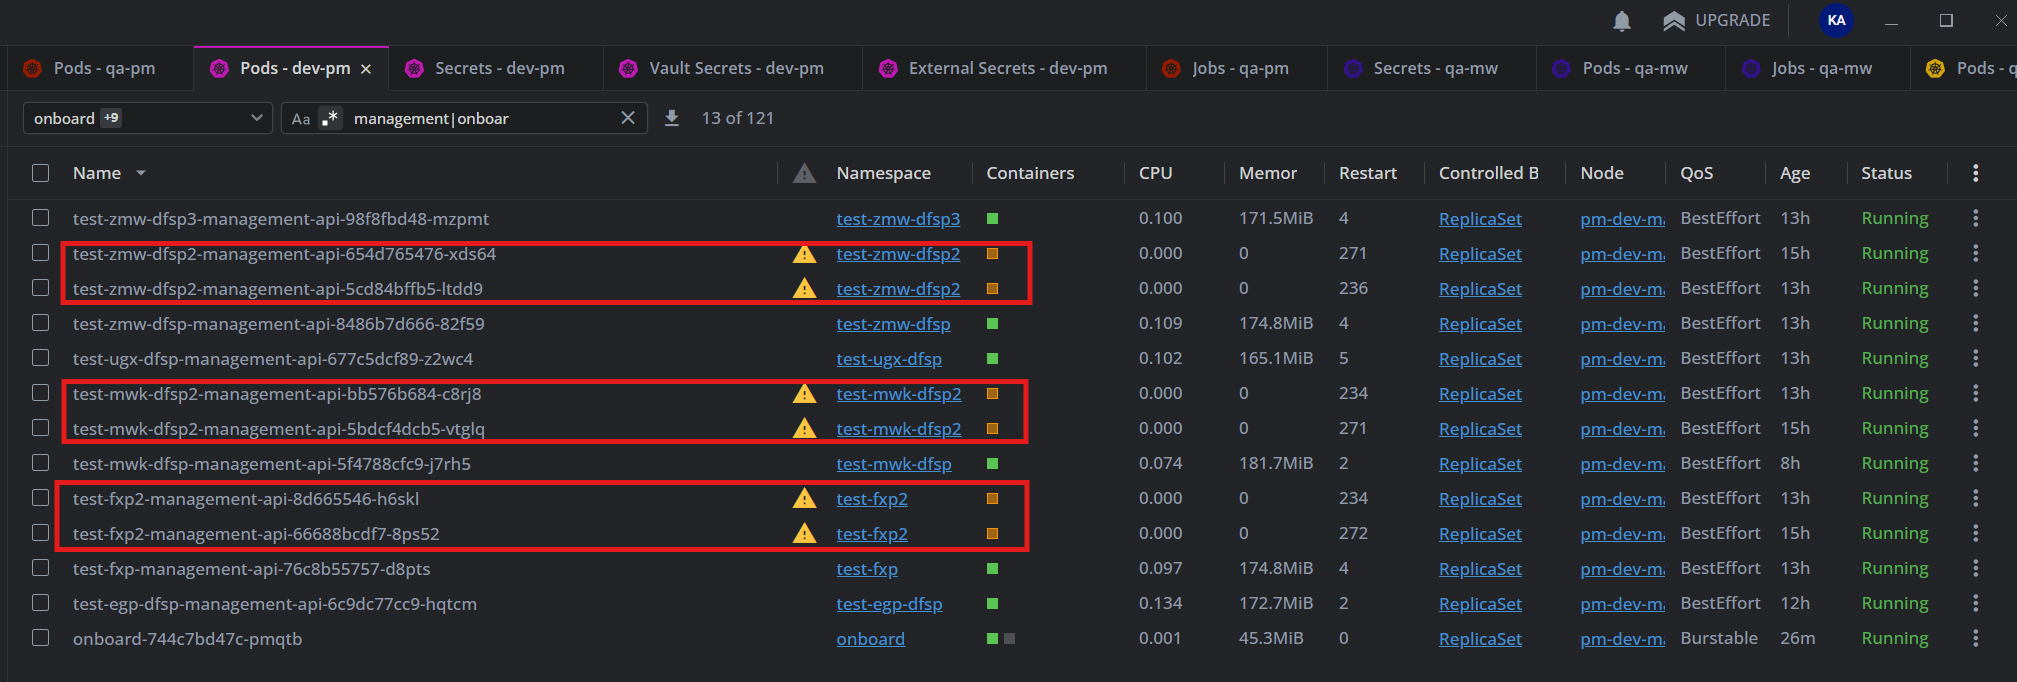 UPGRADE KA
Pods - qa-pm Pods - dev-pm Secrets - dev-pm Vault Secrets - dev-pm External Secrets - dev-pm Jobs - qa-pm Secrets - qa-mw Pods - qa-mw Jobs - qa-mw Pods - q
onboard +9 Aa .* management|onboar 13 of 121
Name Namespace Containers CPU Memor Restart Controlled B Node QoS Age Status
test-zmw-dfsp3-management-api-98f8fbd48-mzpmt test-zmw-dfsp3 0.100 171.5MiB 4 ReplicaSet pm-dev-ma BestEffort 13h Running
test-zmw-dfsp2-management-api-654d765476-xds64 test-zmw-dfsp2 0.000 0 271 ReplicaSet pm-dev-ma BestEffort 15h Running
test-zmw-dfsp2-management-api-5cd84bffb5-ltdd9 test-zmw-dfsp2 0.000 0 236 ReplicaSet pm-dev-ma BestEffort 13h Running
test-zmw-dfsp-management-api-8486b7d666-82f59 test-zmw-dfsp 0.109 174.8MiB 4 ReplicaSet pm-dev-ma BestEffort 13h Running
test-ugx-dfsp-management-api-677c5dcf89-z2wc4 test-ugx-dfsp 0.102 165.1MiB 5 ReplicaSet pm-dev-ma BestEffort 13h Running
test-mwk-dfsp2-management-api-bb576b684-c8rj8 test-mwk-dfsp2 0.000 0 234 ReplicaSet pm-dev-ma BestEffort 13h Running
test-mwk-dfsp2-management-api-5bdcf4dcb5-vtglq test-mwk-dfsp2 0.000 0 271 ReplicaSet pm-dev-ma BestEffort 15h Running
test-mwk-dfsp-management-api-5f4788cfc9-j7rh5 test-mwk-dfsp 0.074 181.7MiB 2 ReplicaSet pm-dev-ma BestEffort 8h Running
test-fxp2-management-api-8d665546-h6skl test-fxp2 0.000 0 234 ReplicaSet pm-dev-ma BestEffort 13h Running
test-fxp2-management-api-66688bcdf7-8ps52 test-fxp2 0.000 0 272 ReplicaSet pm-dev-ma BestEffort 15h Running
test-fxp-management-api-76c8b55757-d8pts test-fxp 0.097 174.8MiB 4 ReplicaSet pm-dev-ma BestEffort 13h Running
test-egp-dfsp-management-api-6c9dc77cc9-hqtcm test-egp-dfsp 0.134 172.7MiB 2 ReplicaSet pm-dev-ma BestEffort 12h Running
onboard-744c7bd47c-pmqtb onboard 0.001 45.3MiB 0 ReplicaSet pm-dev-ma Burstable 26m Running